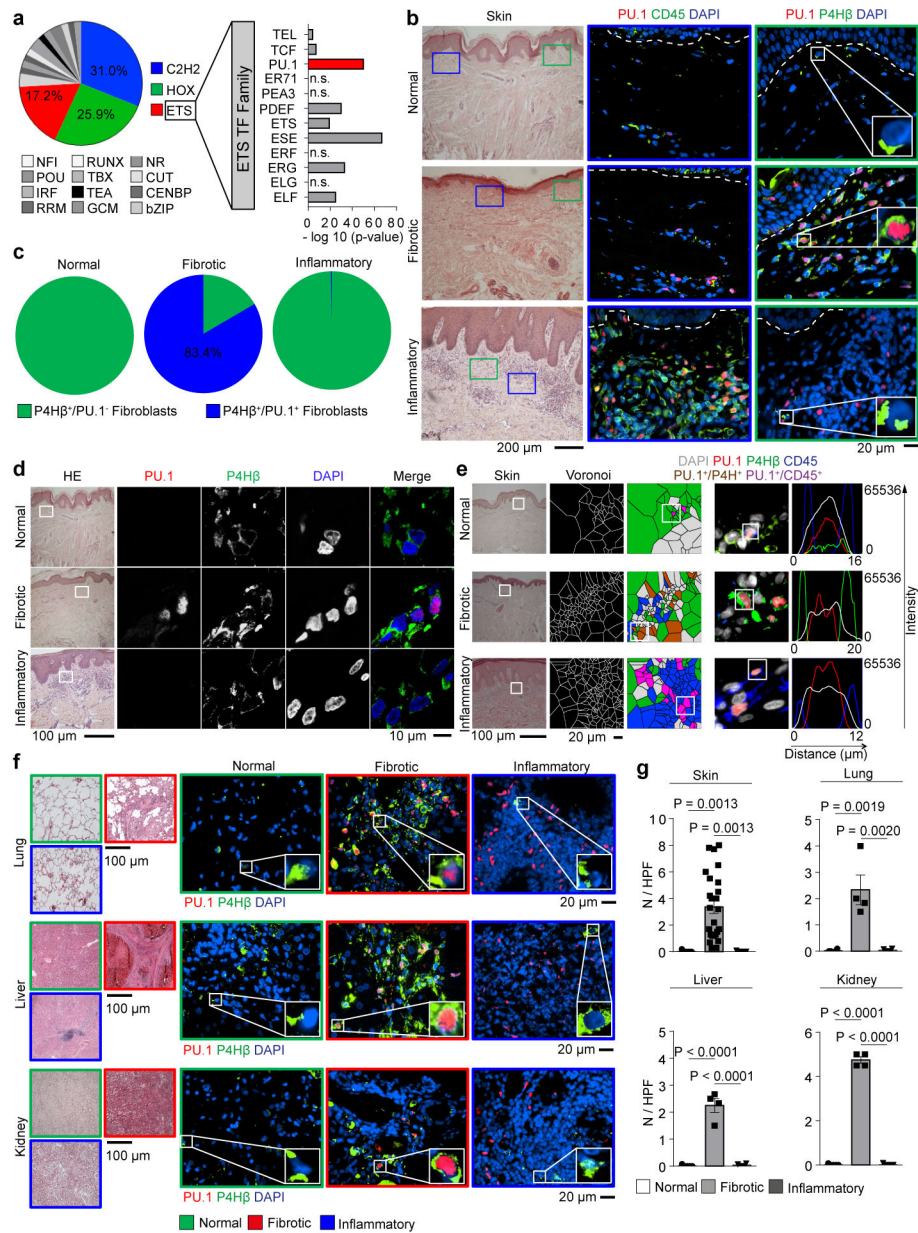 a
31.0%
17.2%
25.9%
C2H2
HOX
ETS
NFI RUNX NR
POU TBX CUT
IRF TEA CENBP
RRM GCM bZIP
ETS TF Family
TEL
TCF
PU.1
ER71 n.s.
PEA3 n.s.
PDEF
ETS
ESE
ERF n.s.
ERG
ELG n.s.
ELF
0 20 40 60 80
- log 10 (p-value)
b
Skin PU.1 CD45 DAPI PU.1 P4Hβ DAPI
Normal
Fibrotic
Inflammatory
200 µm 20 µm
c
Normal Fibrotic Inflammatory
83.4%
P4Hβ⁺/PU.1⁻ Fibroblasts P4Hβ⁺/PU.1⁺ Fibroblasts
d
HE PU.1 P4Hβ DAPI Merge
Normal
Fibrotic
Inflammatory
100 µm 10 µm
e
DAPI PU.1 P4Hβ CD45
Skin Voronoi PU.1⁺/P4H⁺ PU.1⁺/CD45⁺
Normal
65536
0
0 16
Fibrotic
65536
0
0 20
Inflammatory
65536
0
0 12
Intensity
100 µm 20 µm Distance (µm)
f
Normal Fibrotic Inflammatory
Lung
100 µm
PU.1 P4Hβ DAPI 20 µm
Liver
100 µm
PU.1 P4Hβ DAPI 20 µm
Kidney
100 µm
PU.1 P4Hβ DAPI 20 µm
Normal Fibrotic Inflammatory
g
Skin
P = 0.0013
P = 0.0013
N / HPF
10
8
6
4
2
0
Lung
P = 0.0019
P = 0.0020
5
4
3
2
1
0
Liver
P < 0.0001
P < 0.0001
N / HPF
5
4
3
2
1
0
Kidney
P < 0.0001
P < 0.0001
6
4
2
0
Normal Fibrotic Inflammatory